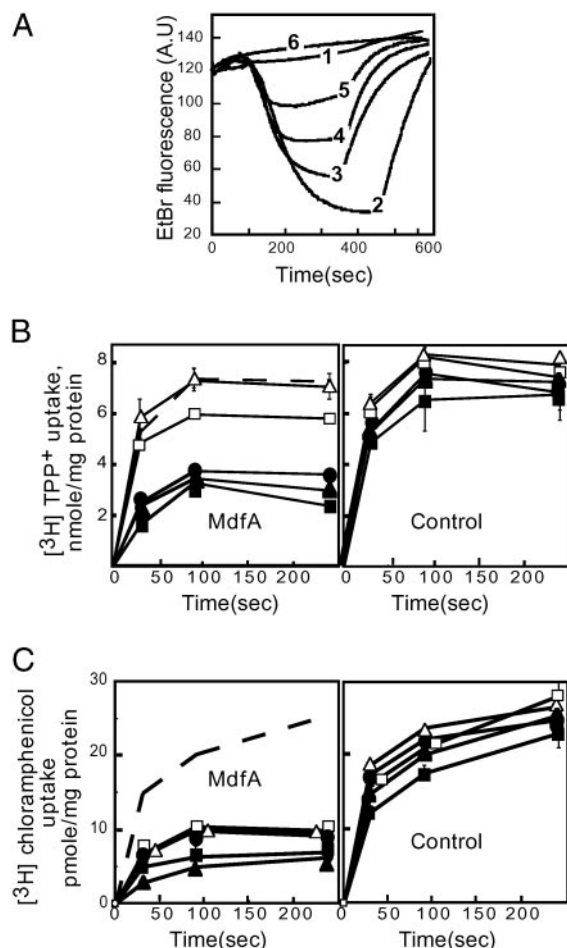 A
EtBr fluorescence (A.U)
140
120
100
80
60
40
20
6
1
5
4
3
2
0 200 400 600
Time(sec)
B
[³H] TPP⁺ uptake,
nmole/mg protein
8
6
4
2
MdfA
Control
0 50 100 150 200
0 50 100 150 200
Time(sec)
Time(sec)
C
[³H] chloramphenicol
uptake
pmole/mg protein
30
20
10
0
MdfA
Control
0 50 100 150 200
0 50 100 150 200
Time(sec)
Time(sec)